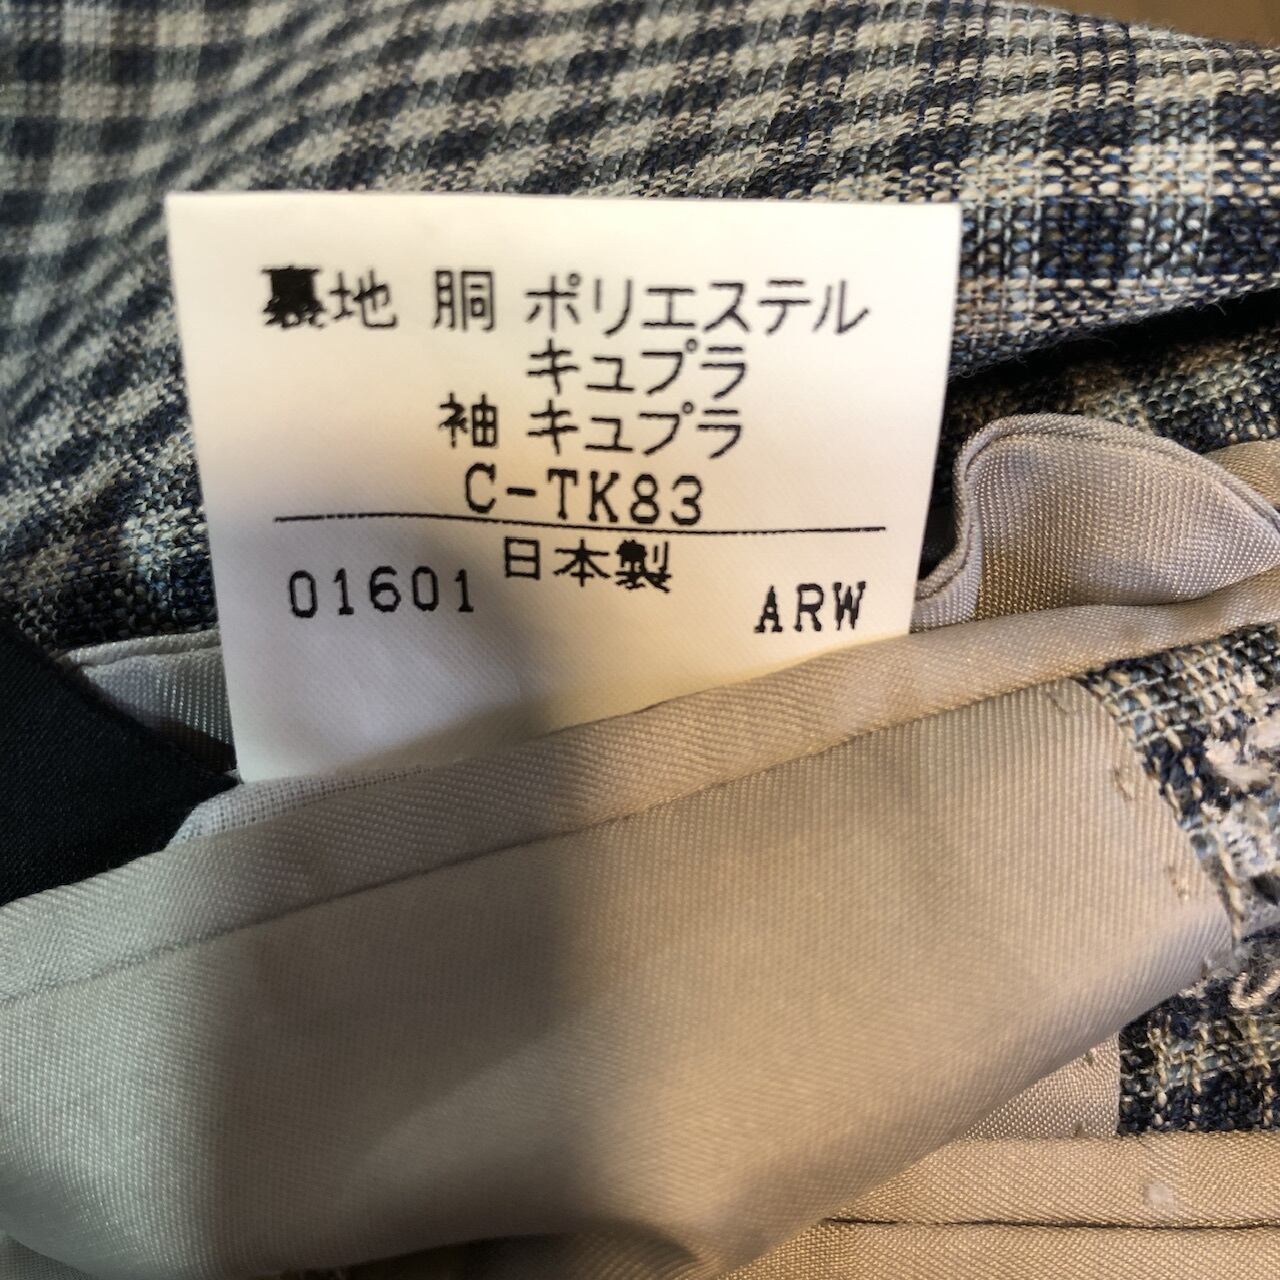 裏地 胴 ポリエステル
キュプラ
袖 キュプラ
C-TK83
日本製
01601 ARW